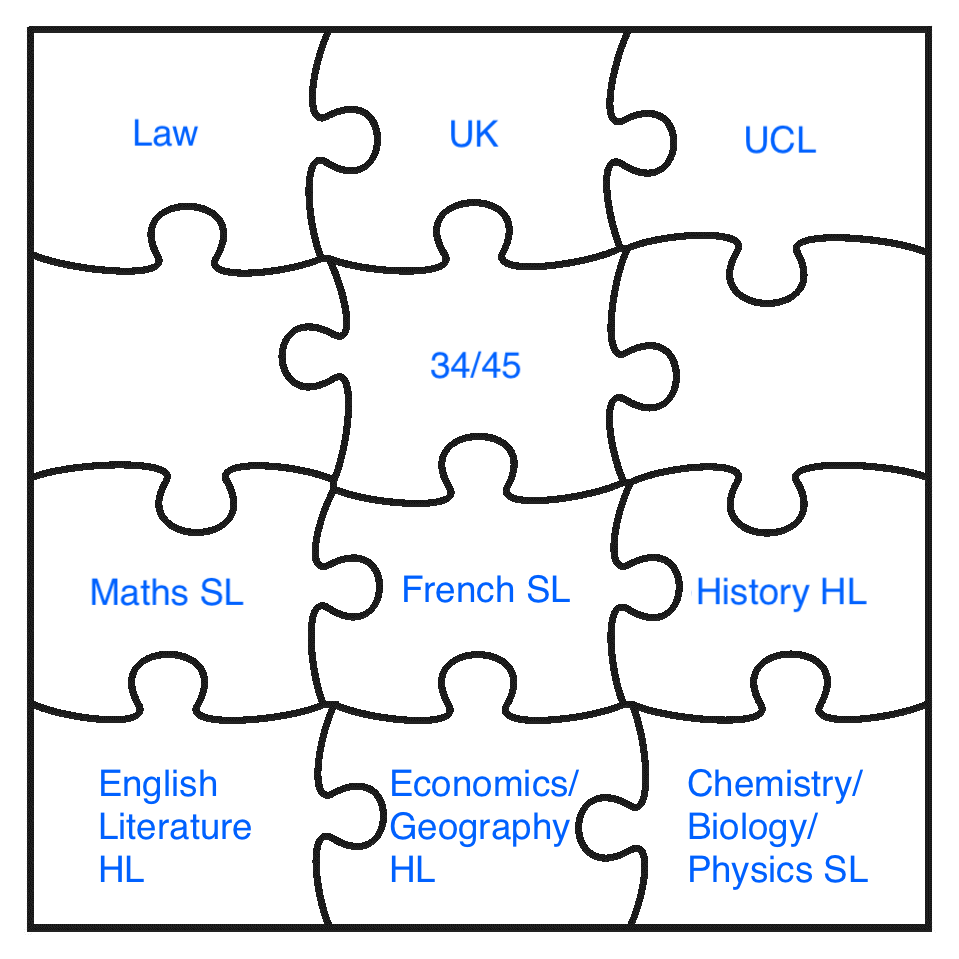 Law
UK
UCL
34/45
Maths SL
French SL
History HL
English
Literature
HL
Economics/
Geography
HL
Chemistry/
Biology/
Physics SL